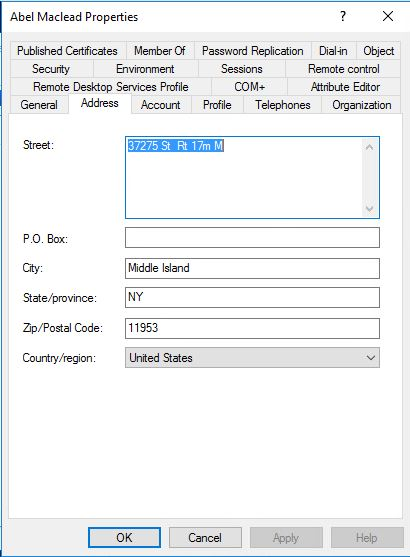 Abel Maclead Properties ? ×
Published Certificates Member Of Password Replication Dial-in Object
Security Environment Sessions Remote control
Remote Desktop Services Profile COM+ Attribute Editor
General Address Account Profile Telephones Organization
Street: 37275 St  Rt 17m M
P.O. Box:
City: Middle Island
State/province: NY
Zip/Postal Code: 11953
Country/region: United States
OK Cancel Apply Help